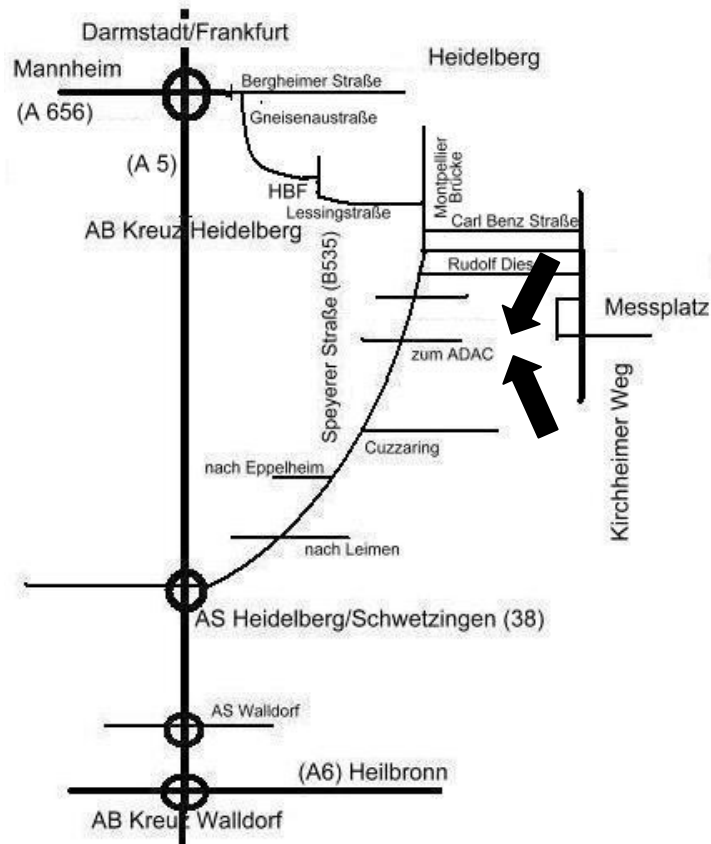 Darmstadt/Frankfurt
Heidelberg
Mannheim
Bergheimer Straße
(A 656)
Gneisenaustraße
(A 5)
Montpellier
Brücke
HBF
Lessingstraße
Carl Benz Straße
AB Kreuz Heidelberg
Rudolf Dies
Speyerer Straße (B535)
Messplatz
zum ADAC
Kirchheimer Weg
Cuzzaring
nach Eppelheim
nach Leimen
AS Heidelberg/Schwetzingen (38)
AS Walldorf
(A6) Heilbronn
AB Kreuz Walldorf